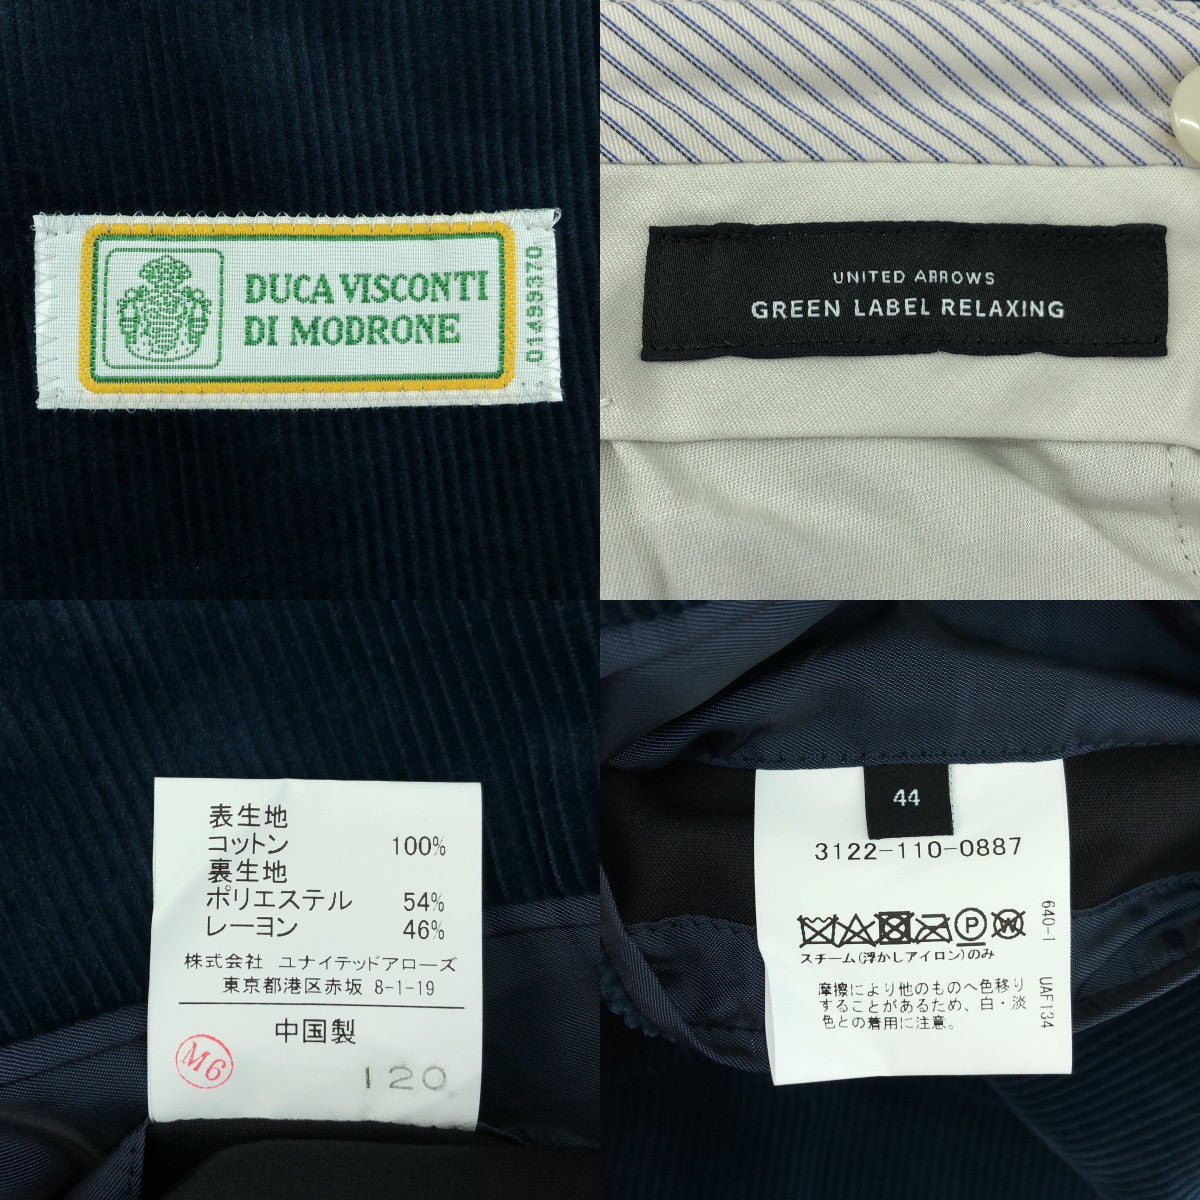 DUCA VISCONTI
DI MODRONE
01499370
UNITED ARROWS
GREEN LABEL RELAXING
表生地
コットン 100%
裏生地
ポリエステル 54%
レーヨン 46%
株式会社 ユナイテッドアローズ
東京都港区赤坂 8-1-19
中国製
M6
120
44
3122-110-0887
P
W
スチーム(浮かしアイロン)のみ
摩擦により他のものへ色移り
することがあるため、白・淡
色との着用に注意。
640-1 UAF134